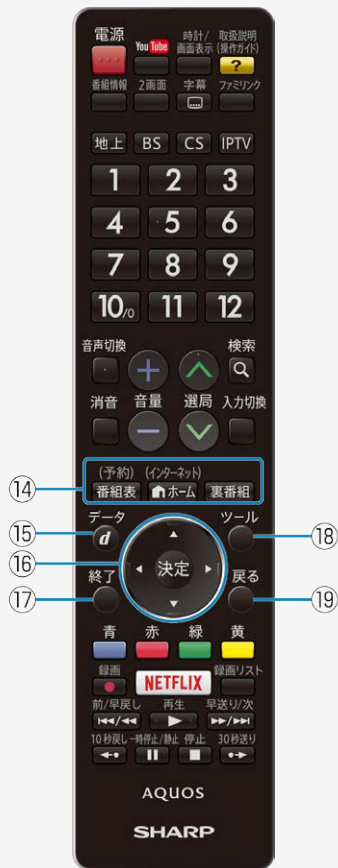 電源
YouTube
時計/
画面表示
取扱説明
(操作ガイド)
?
番組情報 2画面 字幕 ファミリンク
地上 BS CS IPTV
1 2 3
4 5 6
7 8 9
10/0 11 12
音声切換 検索
+
消音 音量 選局 入力切換
−
(予約) (インターネット)
⑭ 番組表 ホーム 裏番組
データ ツール
⑮ d ⑱
⑯ 決定
⑰ 終了 戻る ⑲
青 赤 緑 黄
録画 NETFLIX 録画リスト
前/早戻し 再生 早送り/次
10秒戻し 一時停止/静止 停止 30秒送り
AQUOS
SHARP